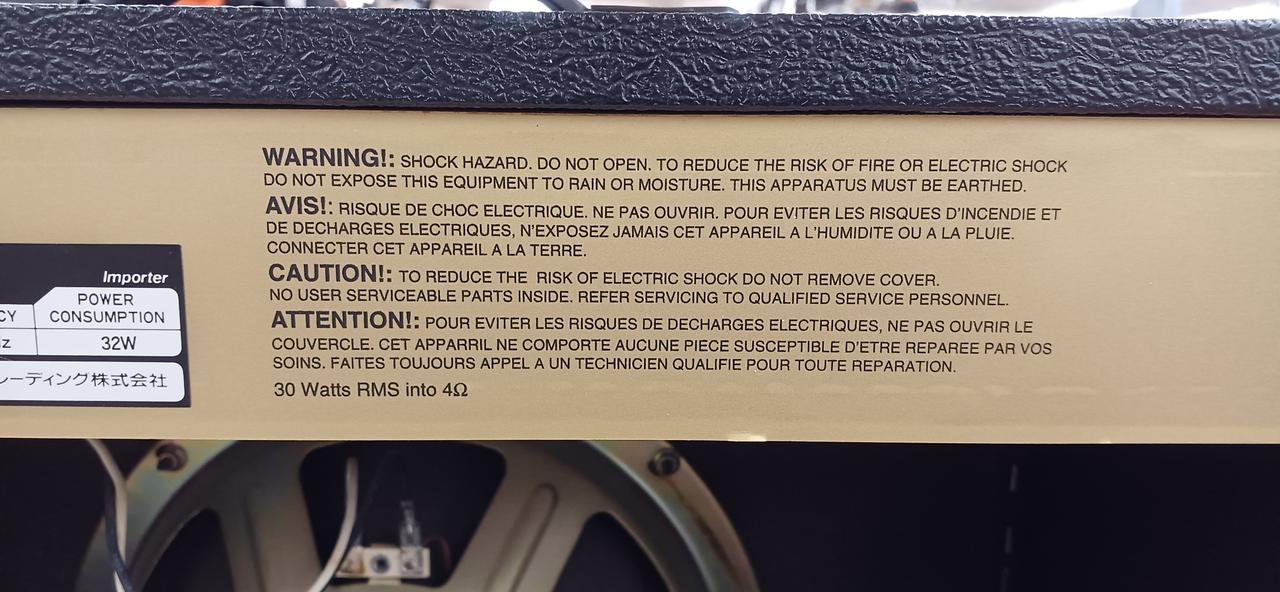 WARNING!: SHOCK HAZARD. DO NOT OPEN. TO REDUCE THE RISK OF FIRE OR ELECTRIC SHOCK
DO NOT EXPOSE THIS EQUIPMENT TO RAIN OR MOISTURE. THIS APPARATUS MUST BE EARTHED.
AVIS!: RISQUE DE CHOC ELECTRIQUE. NE PAS OUVRIR. POUR EVITER LES RISQUES D'INCENDIE ET
DE DECHARGES ELECTRIQUES, N'EXPOSEZ JAMAIS CET APPAREIL A L'HUMIDITE OU A LA PLUIE.
CONNECTER CET APPAREIL A LA TERRE.
CAUTION!: TO REDUCE THE RISK OF ELECTRIC SHOCK DO NOT REMOVE COVER.
NO USER SERVICEABLE PARTS INSIDE. REFER SERVICING TO QUALIFIED SERVICE PERSONNEL.
ATTENTION!: POUR EVITER LES RISQUES DE DECHARGES ELECTRIQUES, NE PAS OUVRIR LE
COUVERCLE. CET APPARRIL NE COMPORTE AUCUNE PIECE SUSCEPTIBLE D'ETRE REPAREE PAR VOS
SOINS. FAITES TOUJOURS APPEL A UN TECHNICIEN QUALIFIE POUR TOUTE REPARATION.
30 Watts RMS into 4Ω
Importer
POWER
CY CONSUMPTION
z 32W
レーディング株式会社